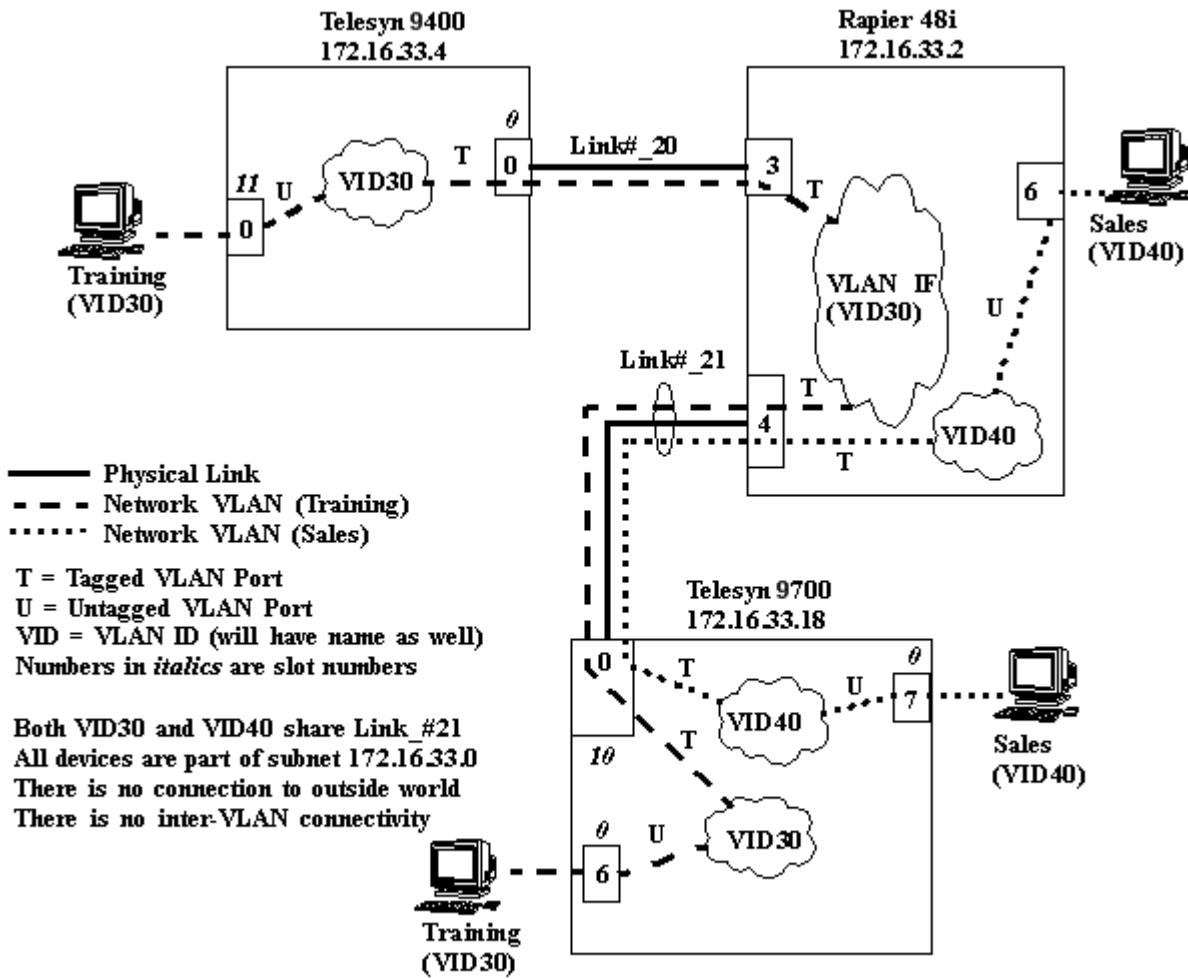 Telesyn 9400
172.16.33.4
Rapier 48i
172.16.33.2
0
0
T
Link#_20
3
T
VID30
11
U
0
Training
(VID30)
6
Sales
(VID40)
VLAN IF
(VID30)
U
Link#_21
T
4
VID40
T
Physical Link
Network VLAN (Training)
Network VLAN (Sales)
T = Tagged VLAN Port
U = Untagged VLAN Port
VID = VLAN ID (will have name as well)
Numbers in italics are slot numbers
Both VID30 and VID40 share Link_#21
All devices are part of subnet 172.16.33.0
There is no connection to outside world
There is no inter-VLAN connectivity
Telesyn 9700
172.16.33.18
0
T
U
0
7
VID40
10
T
Sales
(VID40)
0
U
VID30
6
Training
(VID30)